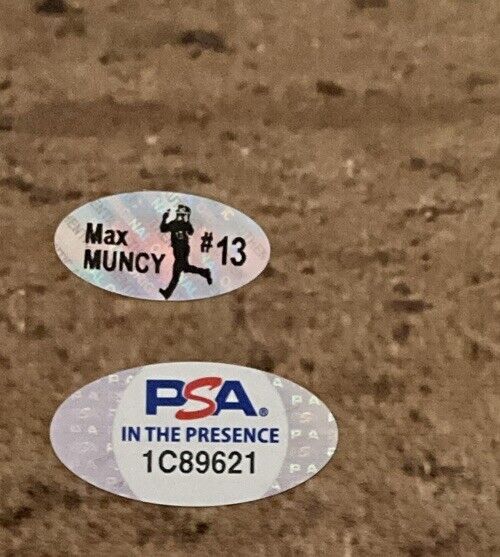 Max
MUNCY
#13
PSA®
IN THE PRESENCE
1C89621